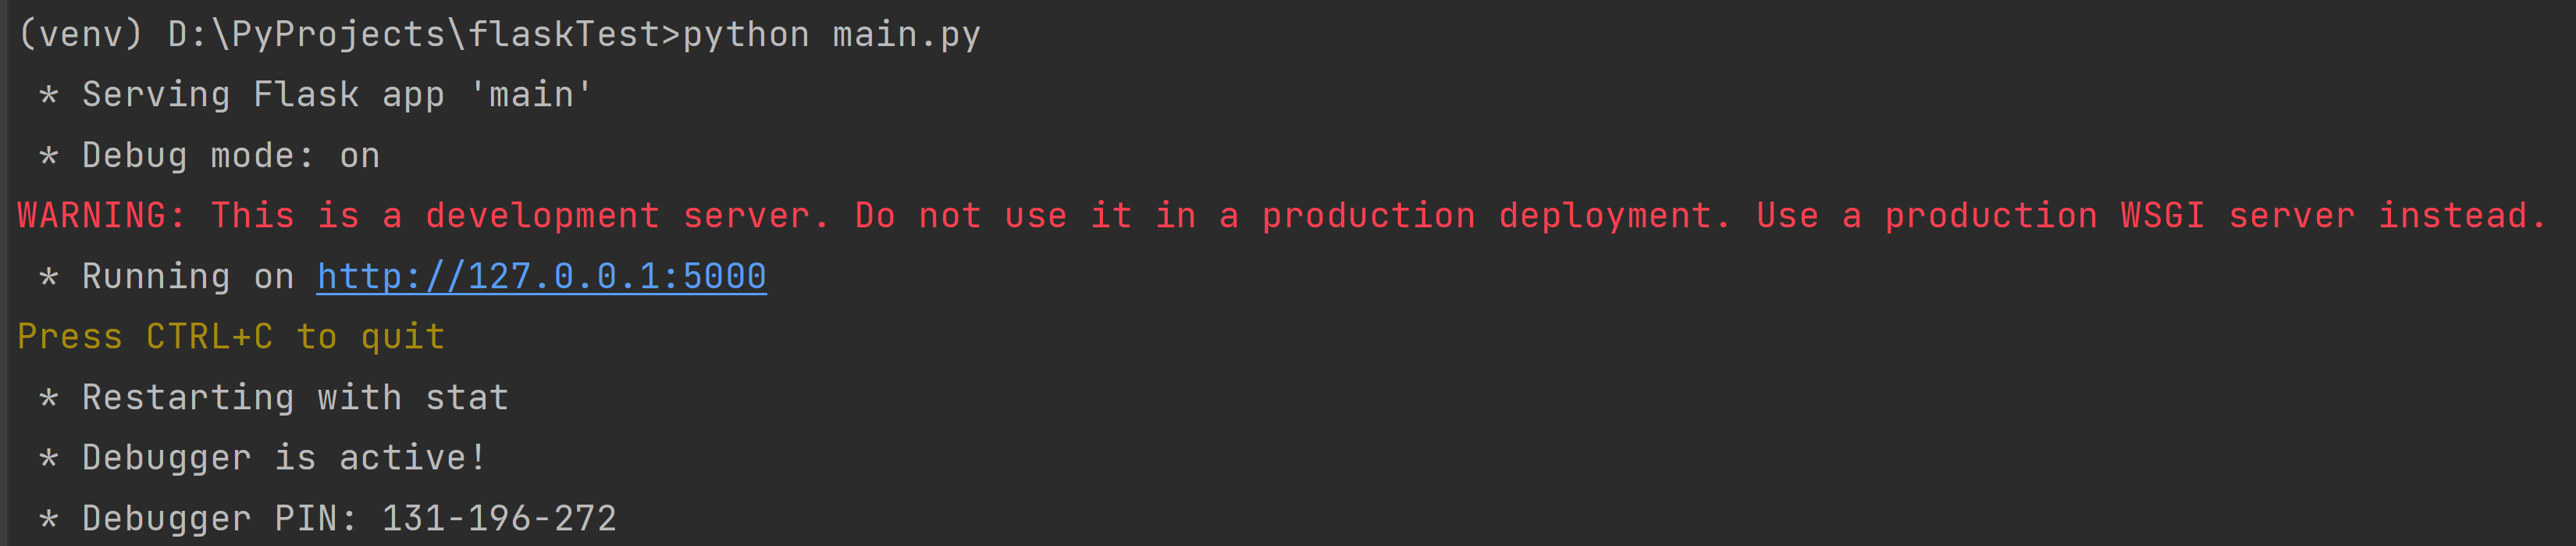 (venv) D:\PyProjects\flaskTest>python main.py
 * Serving Flask app 'main'
 * Debug mode: on
WARNING: This is a development server. Do not use it in a production deployment. Use a production WSGI server instead.
 * Running on http://127.0.0.1:5000
Press CTRL+C to quit
 * Restarting with stat
 * Debugger is active!
 * Debugger PIN: 131-196-272